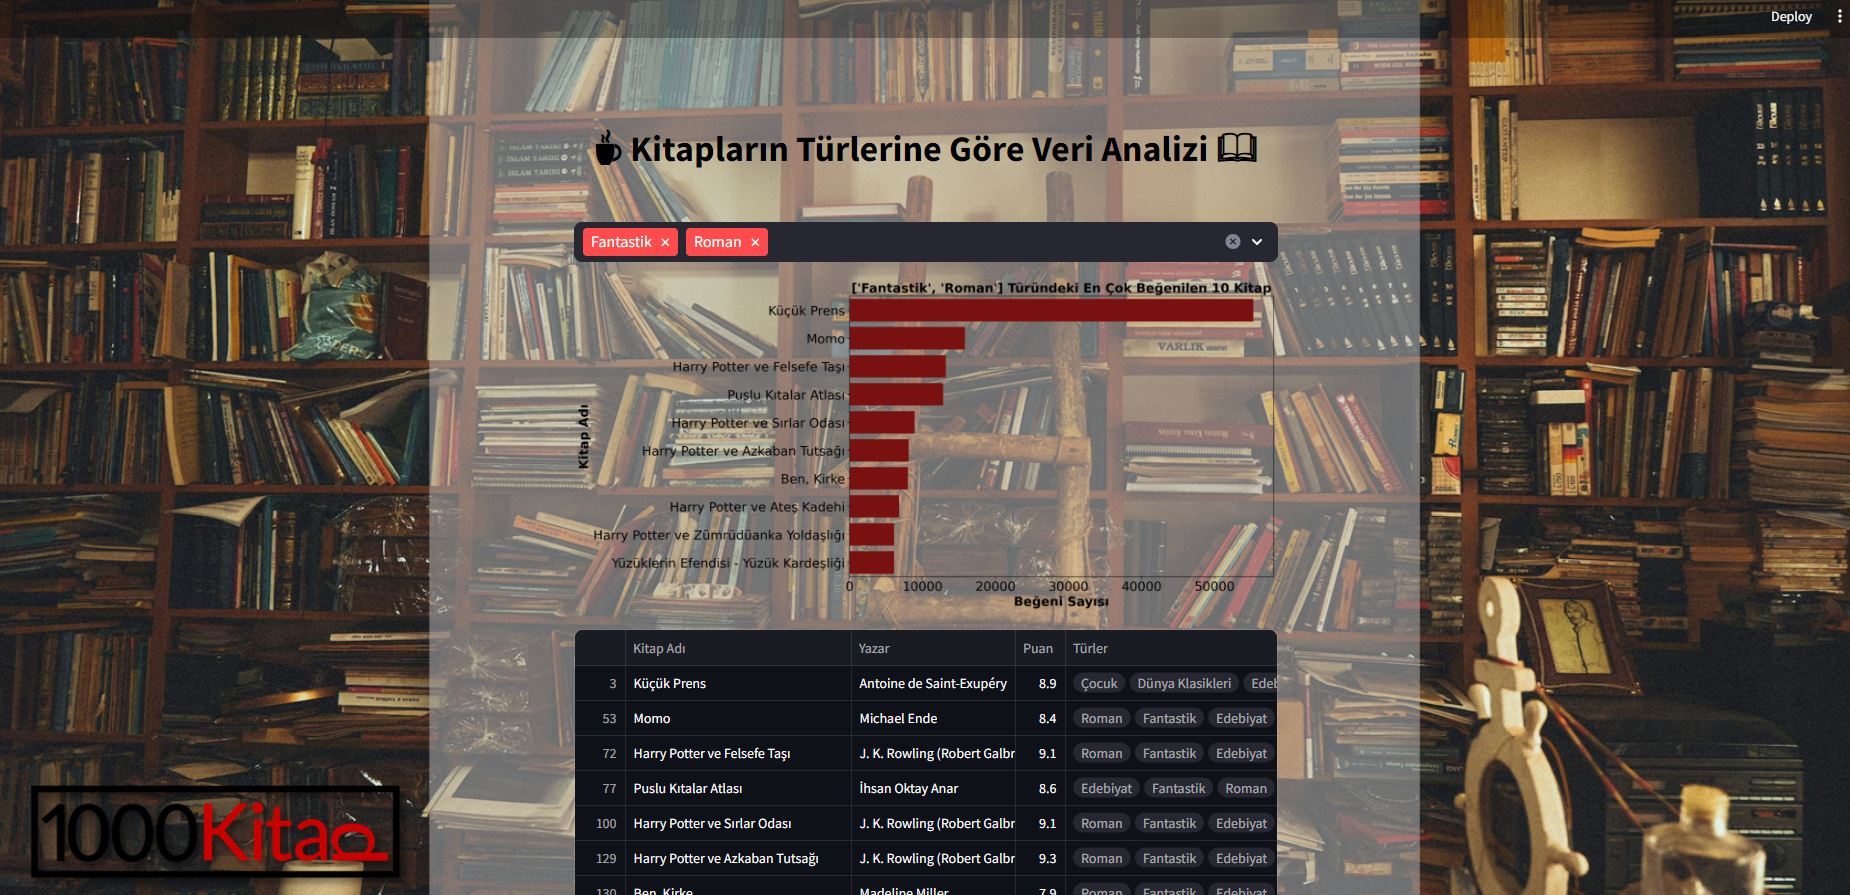 Deploy
☕ Kitapların Türlerine Göre Veri Analizi 📖
Fantastik × Roman ×
['Fantastik', 'Roman'] Türündeki En Çok Beğenilen 10 Kitap
Kitap Adı
Küçük Prens
Momo
Harry Potter ve Felsefe Taşı
Puslu Kıtalar Atlası
Harry Potter ve Sırlar Odası
Harry Potter ve Azkaban Tutsağı
Ben, Kirke
Harry Potter ve Ateş Kadehi
Harry Potter ve Zümrüdüanka Yoldaşlığı
Yüzüklerin Efendisi - Yüzük Kardeşliği
0 10000 20000 30000 40000 50000
Beğeni Sayısı
Kitap Adı Yazar Puan Türler
3 Küçük Prens Antoine de Saint-Exupéry 8.9 Çocuk Dünya Klasikleri Edeb
53 Momo Michael Ende 8.4 Roman Fantastik Edebiyat
72 Harry Potter ve Felsefe Taşı J. K. Rowling (Robert Galbr 9.1 Roman Fantastik Edebiyat
77 Puslu Kıtalar Atlası İhsan Oktay Anar 8.6 Edebiyat Fantastik Roman
100 Harry Potter ve Sırlar Odası J. K. Rowling (Robert Galbr 9.1 Roman Fantastik Edebiyat
129 Harry Potter ve Azkaban Tutsağı J. K. Rowling (Robert Galbr 9.3 Roman Fantastik Edebiyat
130 Ben, Kirke Madeline Miller 7.9 Roman Fantastik Edebiyat
1000Kitap
VARLIK
İSLAM TARİHİ
İSLAM TARİHİ